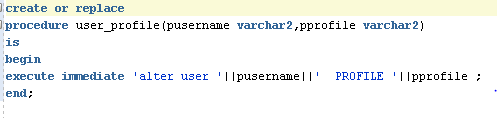 create or replace
procedure user_profile(pusername varchar2,pprofile varchar2)
is
begin
execute immediate 'alter user '||pusername||'  PROFILE '||pprofile ;
end;